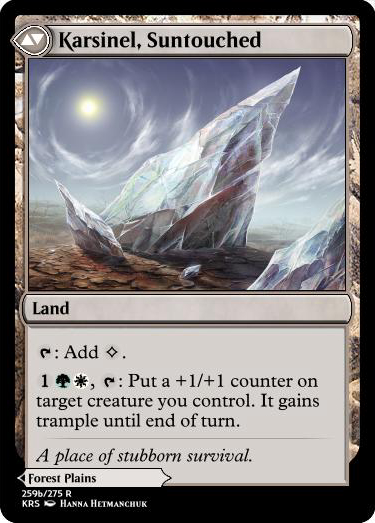 Karsinel, Suntouched
Land
: Add .
1 , : Put a +1/+1 counter on
target creature you control. It gains
trample until end of turn.
A place of stubborn survival.
Forest Plains
259b/275 R
KRS Hanna Hetmanchuk